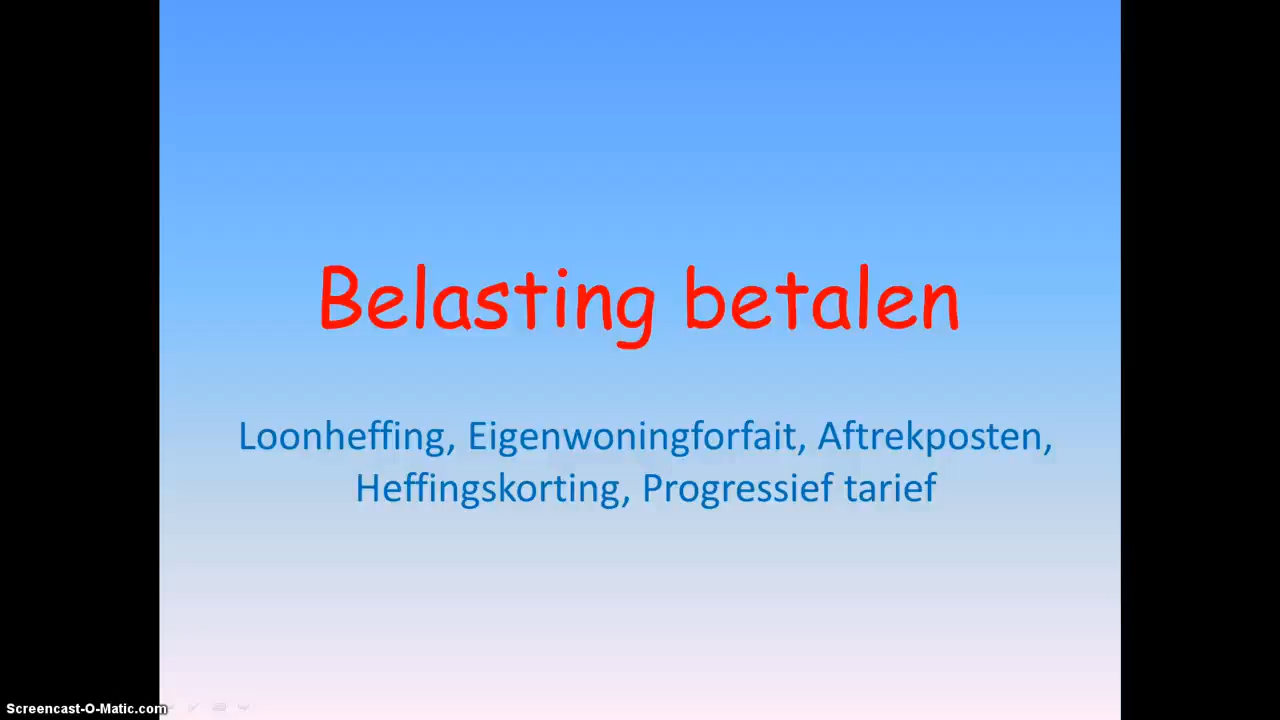 Belasting betalen
Loonheffing, Eigenwoningforfait, Aftrekposten,
Heffingskorting, Progressief tarief
Screencast-O-Matic.com